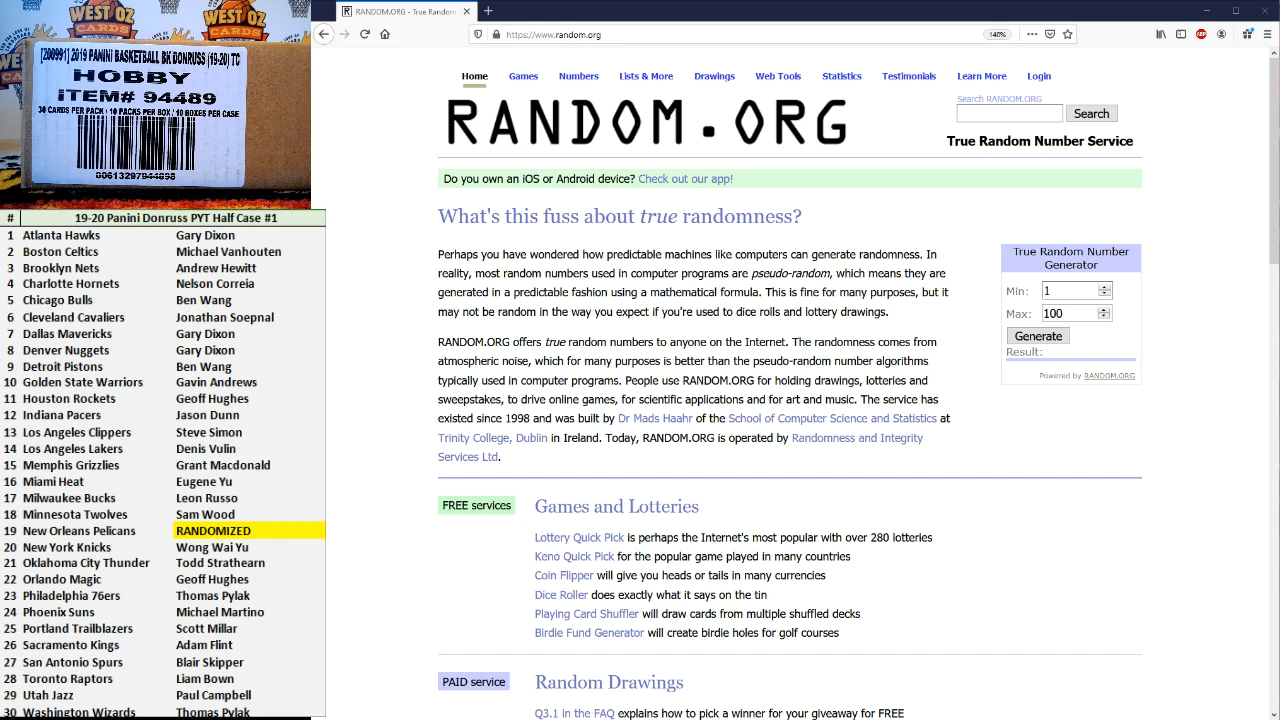 WEST OZ CARDS
WEST OZ CARDS
[200991] 2019 PANINI BASKETBALL BK DONRUSS (19-20) TC
HOBBY
ITEM# 94489
30 CARDS PER PACK / 10 PACKS PER BOX / 10 BOXES PER CASE
# 19-20 Panini Donruss PYT Half Case #1
1 Atlanta Hawks Gary Dixon
2 Boston Celtics Michael Vanhouten
3 Brooklyn Nets Andrew Hewitt
4 Charlotte Hornets Nelson Correia
5 Chicago Bulls Ben Wang
6 Cleveland Cavaliers Jonathan Soepnal
7 Dallas Mavericks Gary Dixon
8 Denver Nuggets Gary Dixon
9 Detroit Pistons Ben Wang
10 Golden State Warriors Gavin Andrews
11 Houston Rockets Geoff Hughes
12 Indiana Pacers Jason Dunn
13 Los Angeles Clippers Steve Simon
14 Los Angeles Lakers Denis Vulin
15 Memphis Grizzlies Grant Macdonald
16 Miami Heat Eugene Yu
17 Milwaukee Bucks Leon Russo
18 Minnesota Twolves Sam Wood
19 New Orleans Pelicans RANDOMIZED
20 New York Knicks Wong Wai Yu
21 Oklahoma City Thunder Todd Strathearn
22 Orlando Magic Geoff Hughes
23 Philadelphia 76ers Thomas Pylak
24 Phoenix Suns Michael Martino
25 Portland Trailblazers Scott Millar
26 Sacramento Kings Adam Flint
27 San Antonio Spurs Blair Skipper
28 Toronto Raptors Liam Bown
29 Utah Jazz Paul Campbell
30 Washington Wizards Thomas Pylak
RANDOM.ORG - True Random
https://www.random.org
140%
Home Games Numbers Lists & More Drawings Web Tools Statistics Testimonials Learn More Login
RANDOM.ORG
Search RANDOM.ORG
Search
True Random Number Service
Do you own an iOS or Android device? Check out our app!
What's this fuss about true randomness?
Perhaps you have wondered how predictable machines like computers can generate randomness. In
reality, most random numbers used in computer programs are pseudo-random, which means they are
generated in a predictable fashion using a mathematical formula. This is fine for many purposes, but it
may not be random in the way you expect if you're used to dice rolls and lottery drawings.
RANDOM.ORG offers true random numbers to anyone on the Internet. The randomness comes from
atmospheric noise, which for many purposes is better than the pseudo-random number algorithms
typically used in computer programs. People use RANDOM.ORG for holding drawings, lotteries and
sweepstakes, to drive online games, for scientific applications and for art and music. The service has
existed since 1998 and was built by Dr Mads Haahr of the School of Computer Science and Statistics at
Trinity College, Dublin in Ireland. Today, RANDOM.ORG is operated by Randomness and Integrity
Services Ltd.
True Random Number
Generator
Min: 1
Max: 100
Generate
Result:
Powered by RANDOM.ORG
FREE services
Games and Lotteries
Lottery Quick Pick is perhaps the Internet's most popular with over 280 lotteries
Keno Quick Pick for the popular game played in many countries
Coin Flipper will give you heads or tails in many currencies
Dice Roller does exactly what it says on the tin
Playing Card Shuffler will draw cards from multiple shuffled decks
Birdie Fund Generator will create birdie holes for golf courses
PAID service
Random Drawings
Q3.1 in the FAQ explains how to pick a winner for your giveaway for FREE